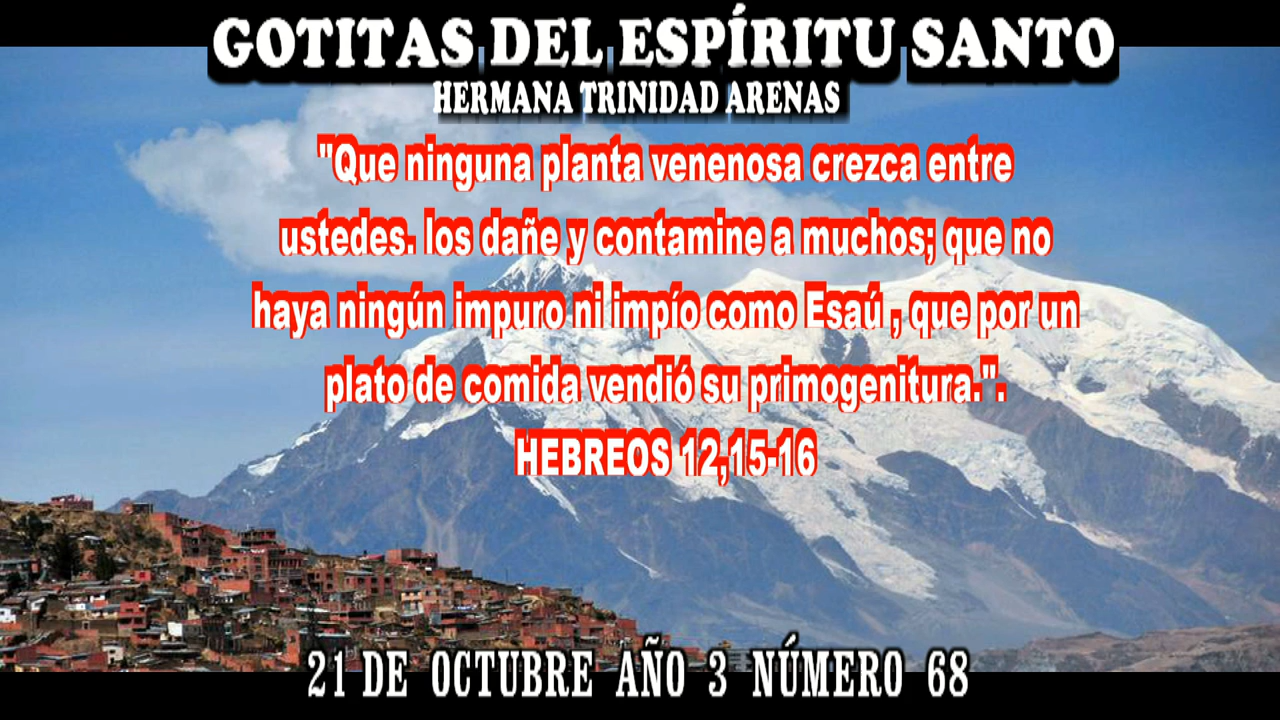 GOTITAS DEL ESPÍRITU SANTO
HERMANA TRINIDAD ARENAS
"Que ninguna planta venenosa crezca entre
ustedes. los dañe y contamine a muchos; que no
haya ningún impuro ni impío como Esaú , que por un
plato de comida vendió su primogenitura.".
HEBREOS 12,15-16
21 DE OCTUBRE AÑO 3 NÚMERO 68